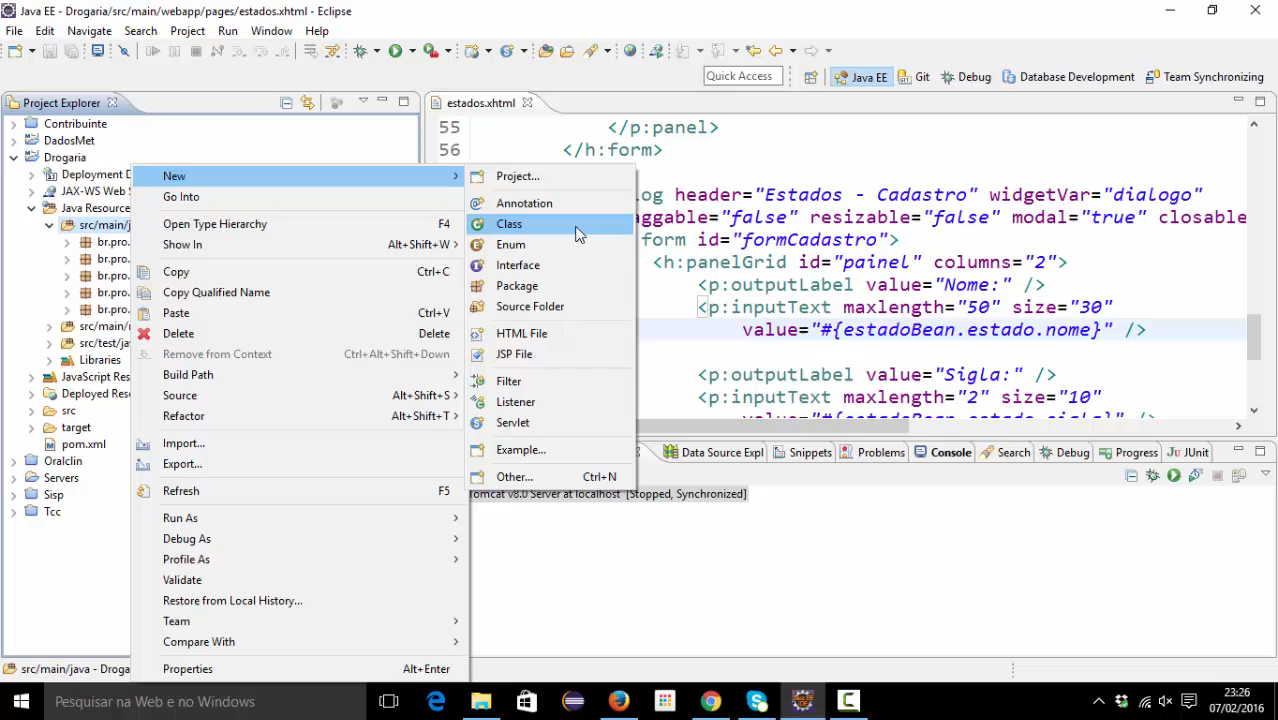 Java EE - Drogaria/src/main/webapp/pages/estados.xhtml - Eclipse
File Edit Navigate Search Project Run Window Help
Quick Access
Java EE Git Debug Database Development Team Synchronizing
Project Explorer
Contribuinte
DadosMet
Drogaria
Deployment D
JAX-WS Web S
Java Resource
src/main/j
br.pro.
br.pro.
br.pro.
br.pro.
br.pro.
src/main/r
src/test/ja
Libraries
JavaScript Res
Deployed Reso
src
target
pom.xml
Oralclin
Servers
Sisp
Tcc
New
Go Into
Open Type Hierarchy F4
Show In Alt+Shift+W
Copy Ctrl+C
Copy Qualified Name
Paste Ctrl+V
Delete Delete
Remove from Context Ctrl+Alt+Shift+Down
Build Path
Source Alt+Shift+S
Refactor Alt+Shift+T
Import...
Export...
Refresh F5
Run As
Debug As
Profile As
Validate
Restore from Local History...
Team
Compare With
Properties Alt+Enter
Project...
Annotation
Class
Enum
Interface
Package
Source Folder
HTML File
JSP File
Filter
Listener
Servlet
Example...
Other... Ctrl+N
estados.xhtml
55 </p:panel>
56 </h:form>
log header="Estados - Cadastro" widgetVar="dialogo"
aggable="false" resizable="false" modal="true" closabl
form id="formCadastro">
<h:panelGrid id="painel" columns="2">
<p:outputLabel value="Nome:" />
<p:inputText maxlength="50" size="30"
value="#{estadoBean.estado.nome}" />
<p:outputLabel value="Sigla:" />
<p:inputText maxlength="2" size="10"
value="#{estadoBean.estado.sigla}" />
Data Source Expl Snippets Problems Console Search Debug Progress JUnit
omcat v8.0 Server at localhost [Stopped, Synchronized]
src/main/java - Droga
Pesquisar na Web e no Windows
23:26
07/02/2016